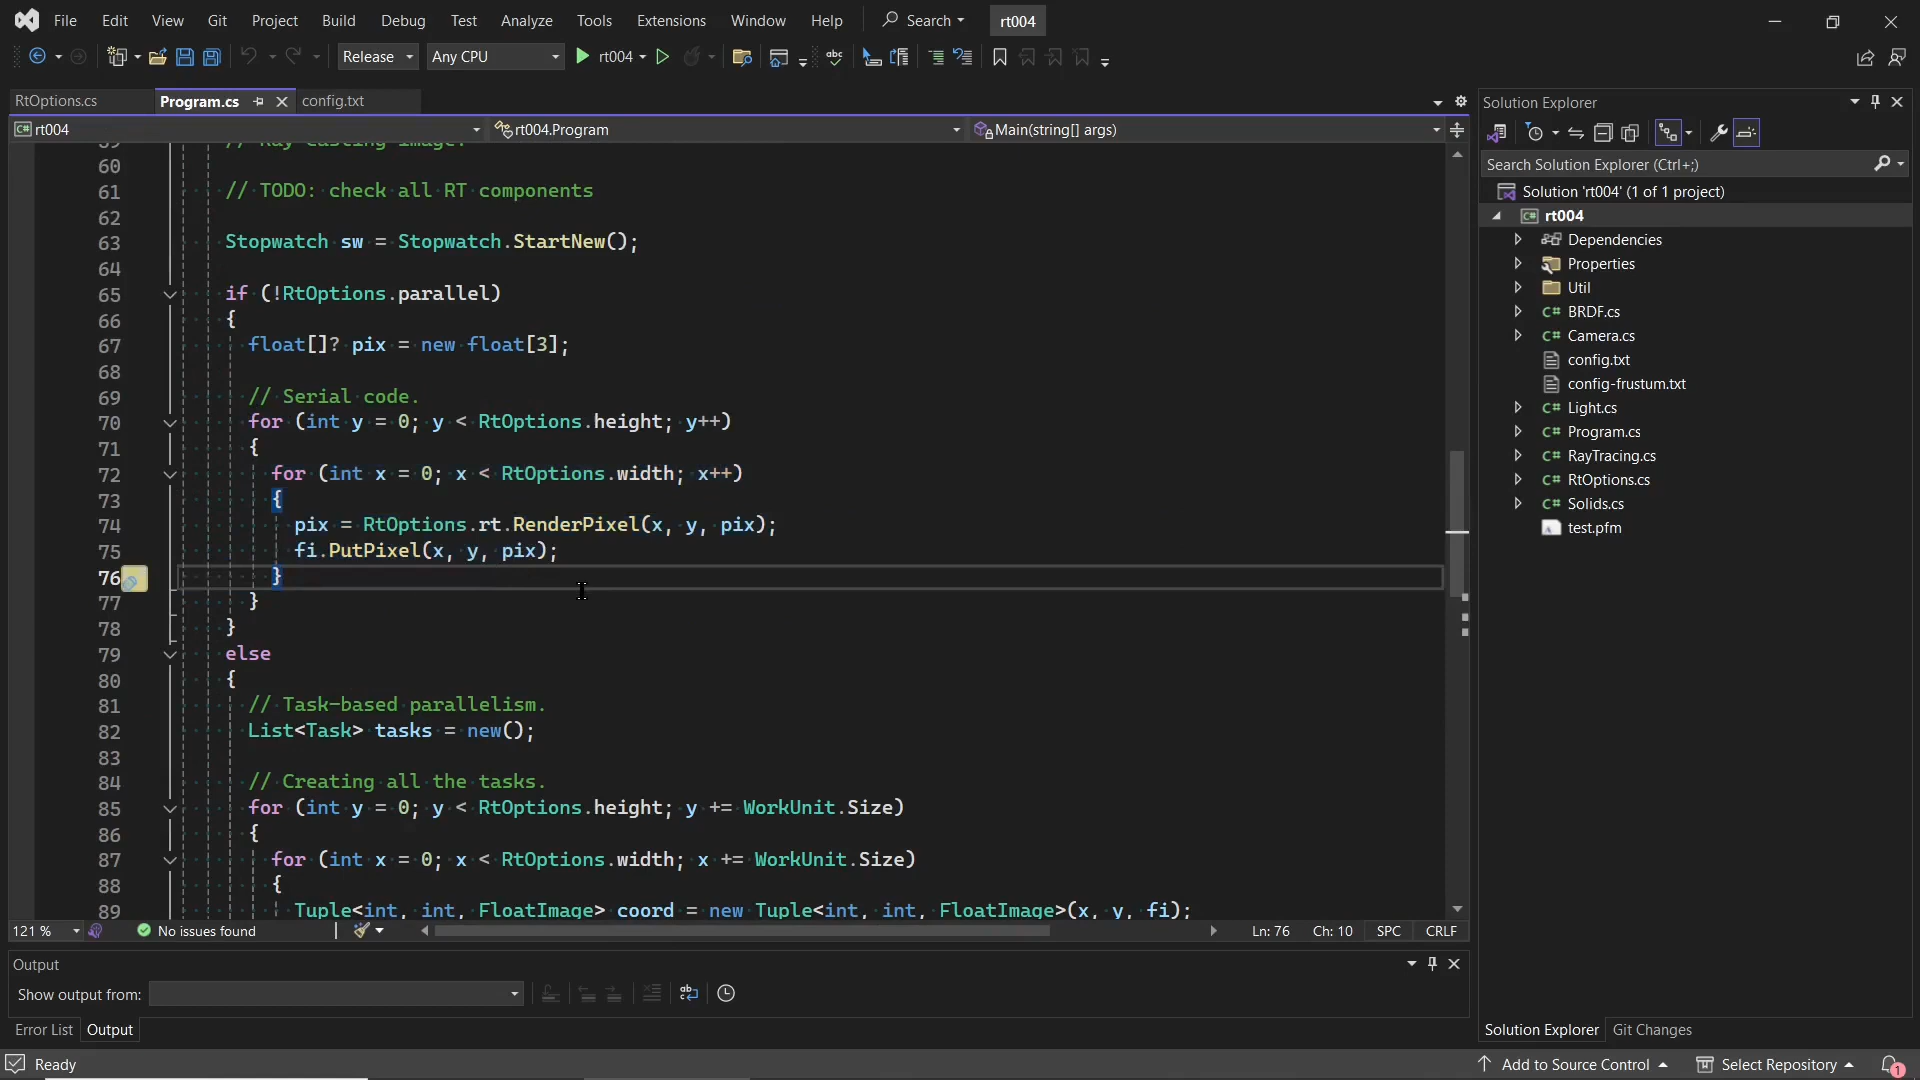 File Edit View Git Project Build Debug Test Analyze Tools Extensions Window Help Search rt004
Release Any CPU rt004
RtOptions.cs Program.cs config.txt
C# rt004 rt004.Program Main(string[] args)
59 // Ray-casting image.
60
61 // TODO: check all RT components
62
63 Stopwatch sw = Stopwatch.StartNew();
64
65 if (!RtOptions.parallel)
66 {
67 float[]? pix = new float[3];
68
69 // Serial code.
70 for (int y = 0; y < RtOptions.height; y++)
71 {
72 for (int x = 0; x < RtOptions.width; x++)
73 {
74 pix = RtOptions.rt.RenderPixel(x, y, pix);
75 fi.PutPixel(x, y, pix);
76 }
77 }
78 }
79 else
80 {
81 // Task-based parallelism.
82 List<Task> tasks = new();
83
84 // Creating all the tasks.
85 for (int y = 0; y < RtOptions.height; y += WorkUnit.Size)
86 {
87 for (int x = 0; x < RtOptions.width; x += WorkUnit.Size)
88 {
89 Tuple<int, int, FloatImage> coord = new Tuple<int, int, FloatImage>(x, y, fi);
121 % No issues found Ln: 76 Ch: 10 SPC CRLF
Output
Show output from:
Error List Output
Solution Explorer
Search Solution Explorer (Ctrl+;)
Solution 'rt004' (1 of 1 project)
C# rt004
Dependencies
Properties
Util
C# BRDF.cs
C# Camera.cs
config.txt
config-frustum.txt
C# Light.cs
C# Program.cs
C# RayTracing.cs
C# RtOptions.cs
C# Solids.cs
test.pfm
Solution Explorer Git Changes
Ready Add to Source Control Select Repository 1